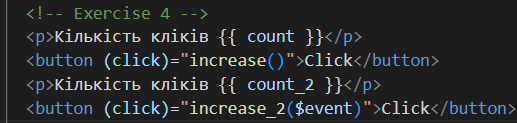 <!-- Exercise 4 -->
<p>Кількість кліків {{ count }}</p>
<button (click)="increase()">Click</button>
<p>Кількість кліків {{ count_2 }}</p>
<button (click)="increase_2($event)">Click</button>